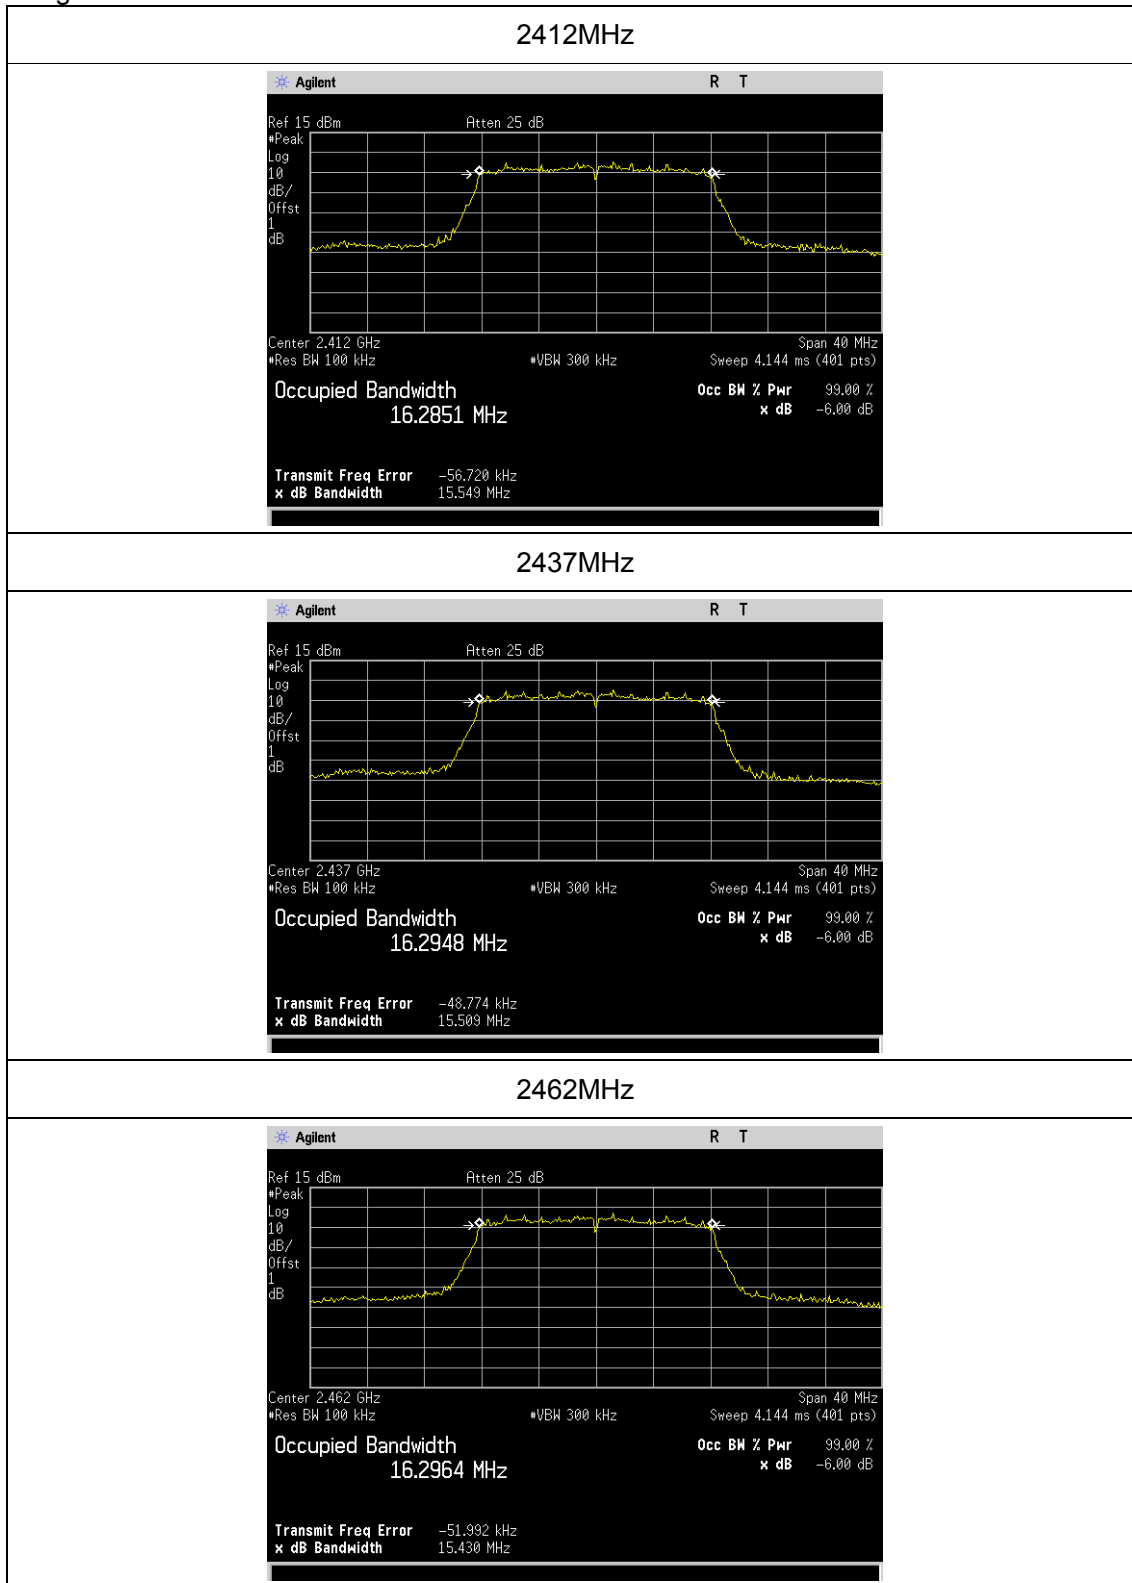 2412MHz
Agilent R T
Ref 15 dBm Atten 25 dB
#Peak
Log
10
dB/
Offst
1
dB
Center 2.412 GHz Span 40 MHz
#Res BW 100 kHz #VBW 300 kHz Sweep 4.144 ms (401 pts)
Occupied Bandwidth Occ BW % Pwr 99.00 %
16.2851 MHz x dB -6.00 dB
Transmit Freq Error -56.720 kHz
x dB Bandwidth 15.549 MHz
2437MHz
Agilent R T
Ref 15 dBm Atten 25 dB
#Peak
Log
10
dB/
Offst
1
dB
Center 2.437 GHz Span 40 MHz
#Res BW 100 kHz #VBW 300 kHz Sweep 4.144 ms (401 pts)
Occupied Bandwidth Occ BW % Pwr 99.00 %
16.2948 MHz x dB -6.00 dB
Transmit Freq Error -48.774 kHz
x dB Bandwidth 15.509 MHz
2462MHz
Agilent R T
Ref 15 dBm Atten 25 dB
#Peak
Log
10
dB/
Offst
1
dB
Center 2.462 GHz Span 40 MHz
#Res BW 100 kHz #VBW 300 kHz Sweep 4.144 ms (401 pts)
Occupied Bandwidth Occ BW % Pwr 99.00 %
16.2964 MHz x dB -6.00 dB
Transmit Freq Error -51.992 kHz
x dB Bandwidth 15.430 MHz